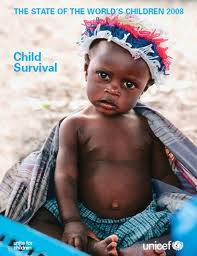 THE STATE OF THE WORLD'S CHILDREN 2008
Child
Survival
unite for
children
unicef